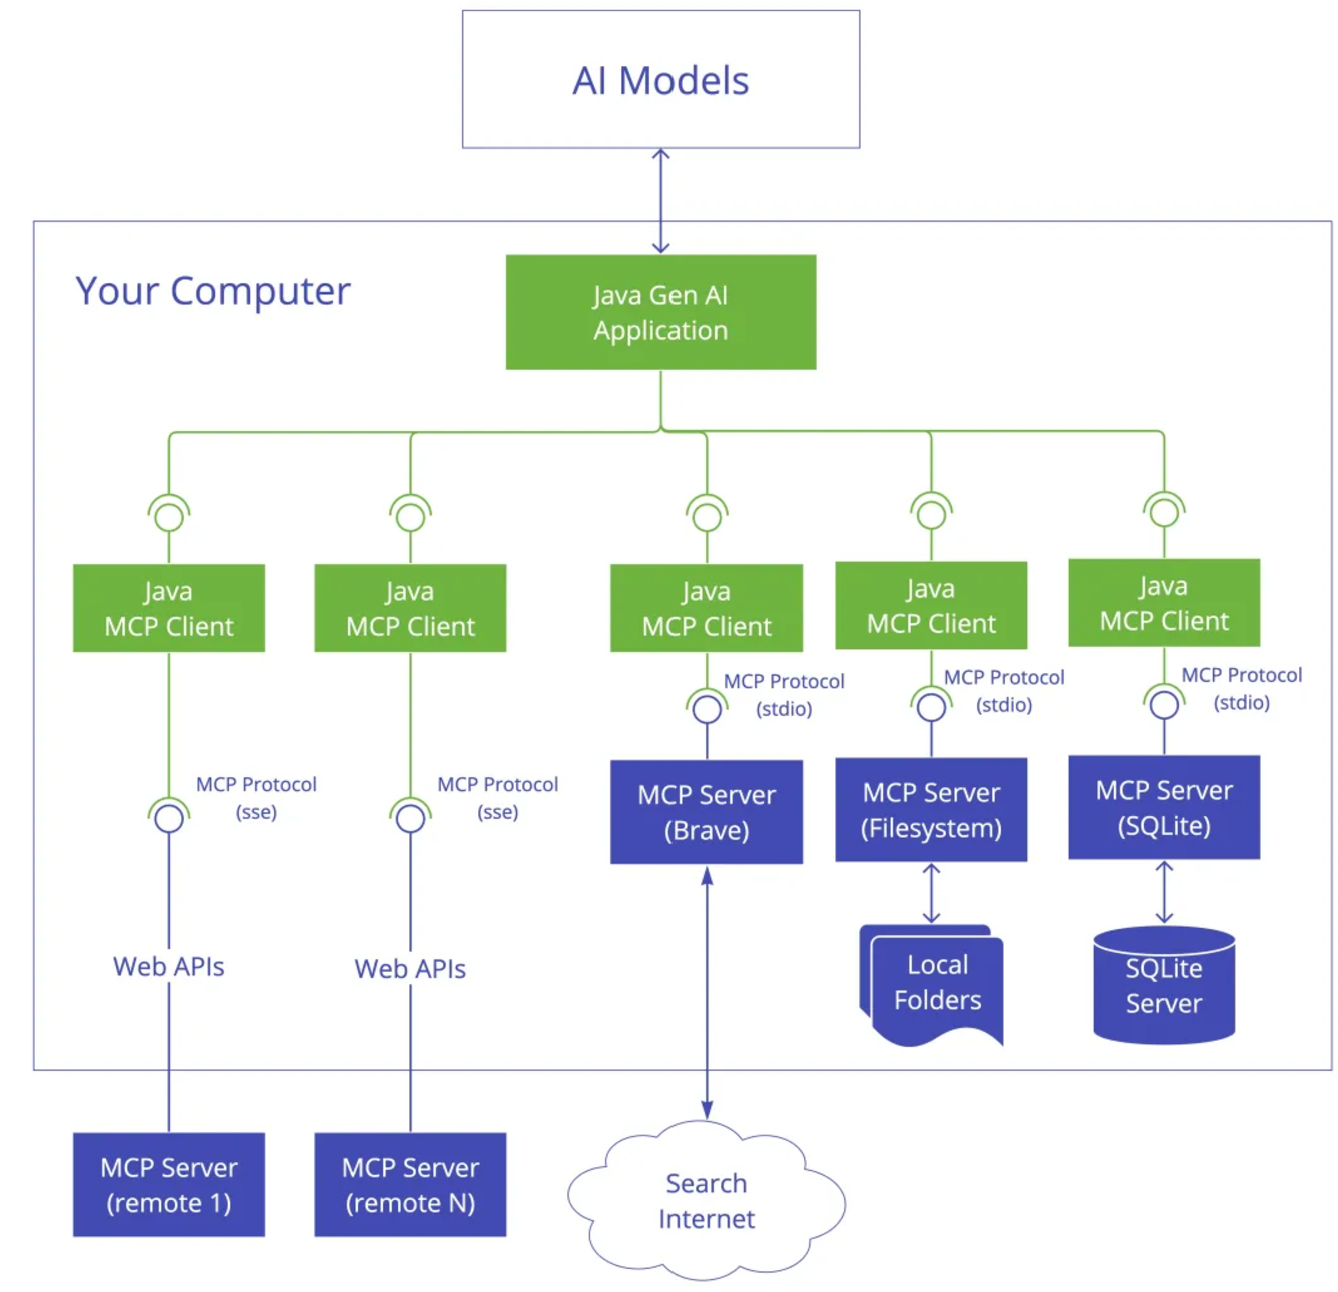 AI Models
Your Computer
Java Gen AI
Application
Java
MCP Client
Java
MCP Client
Java
MCP Client
Java
MCP Client
Java
MCP Client
MCP Protocol
(stdio)
MCP Protocol
(stdio)
MCP Protocol
(stdio)
MCP Protocol
(sse)
MCP Protocol
(sse)
MCP Server
(Brave)
MCP Server
(Filesystem)
MCP Server
(SQLite)
Web APIs
Web APIs
Local
Folders
SQLite
Server
MCP Server
(remote 1)
MCP Server
(remote N)
Search
Internet